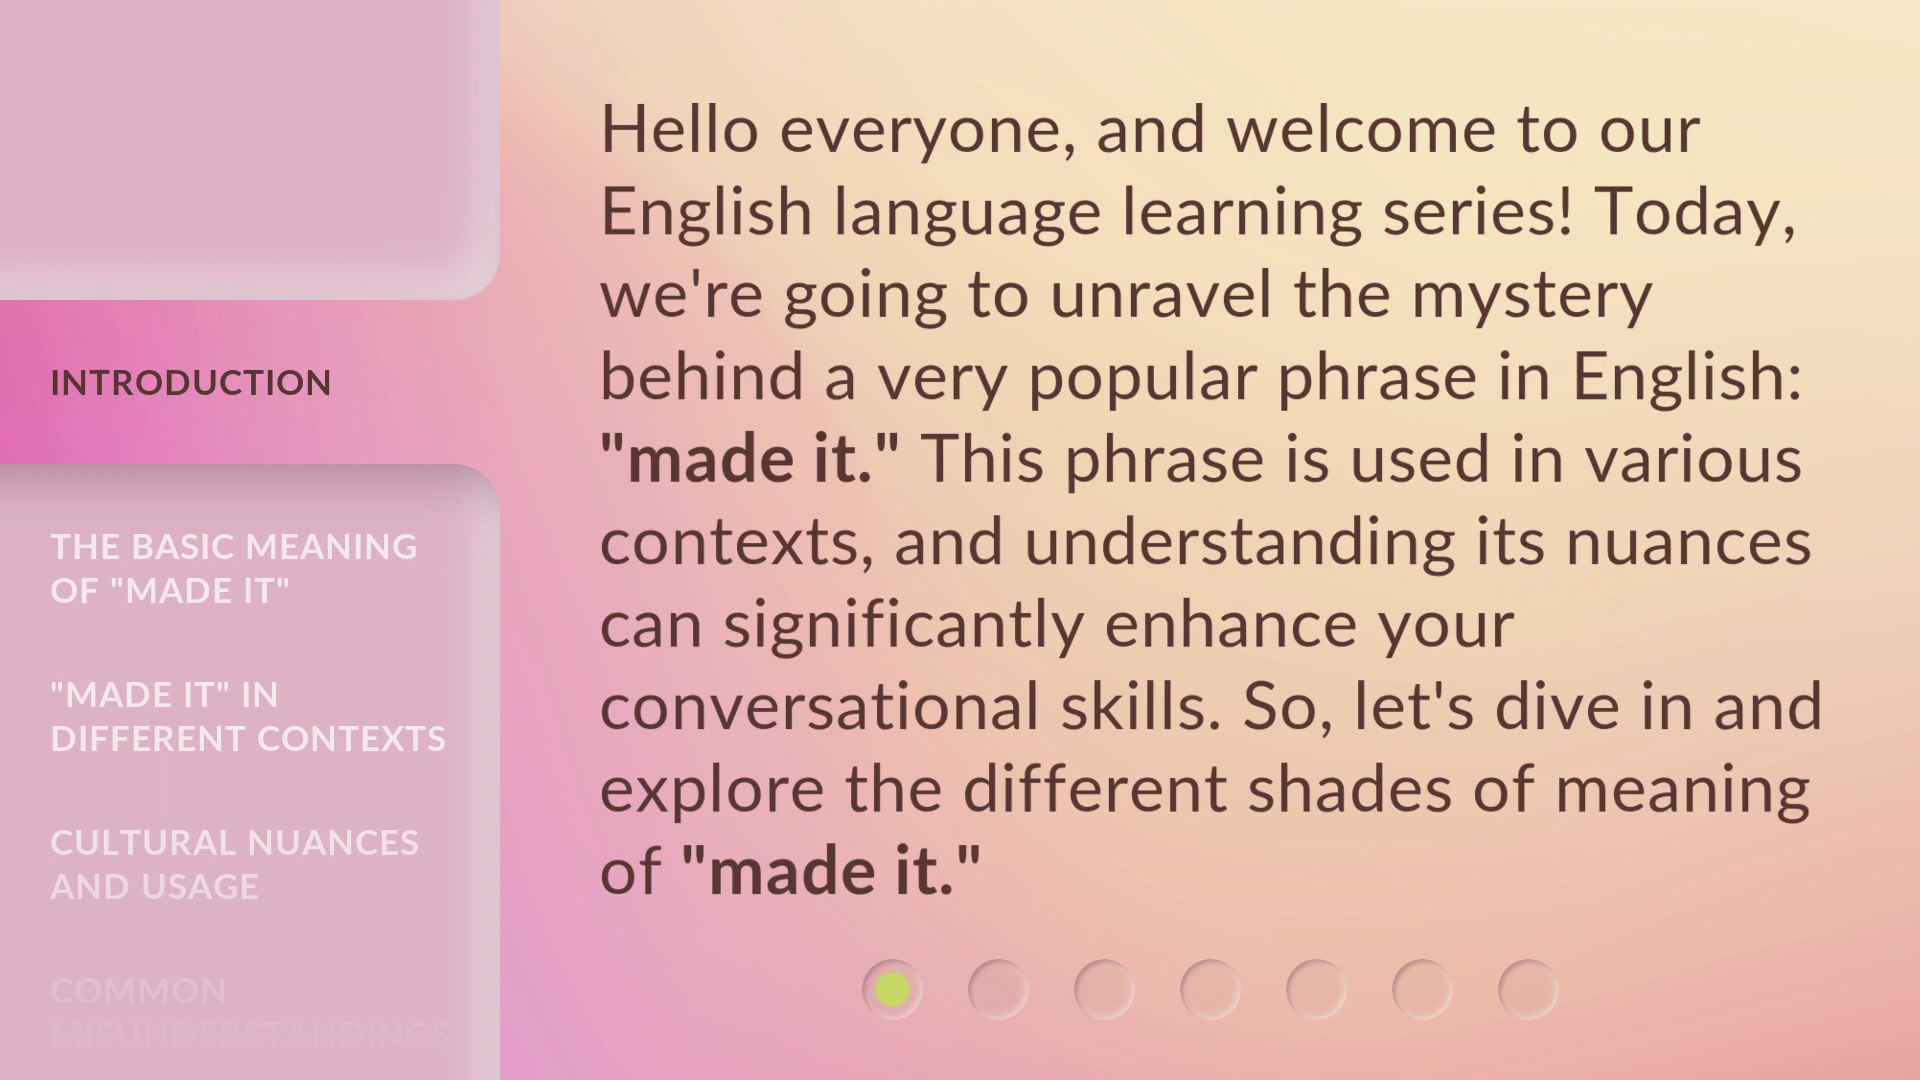 INTRODUCTION
THE BASIC MEANING
OF "MADE IT"
"MADE IT" IN
DIFFERENT CONTEXTS
CULTURAL NUANCES
AND USAGE
COMMON
MISUNDERSTANDINGS
Hello everyone, and welcome to our
English language learning series! Today,
we're going to unravel the mystery
behind a very popular phrase in English:
"made it." This phrase is used in various
contexts, and understanding its nuances
can significantly enhance your
conversational skills. So, let's dive in and
explore the different shades of meaning
of "made it."